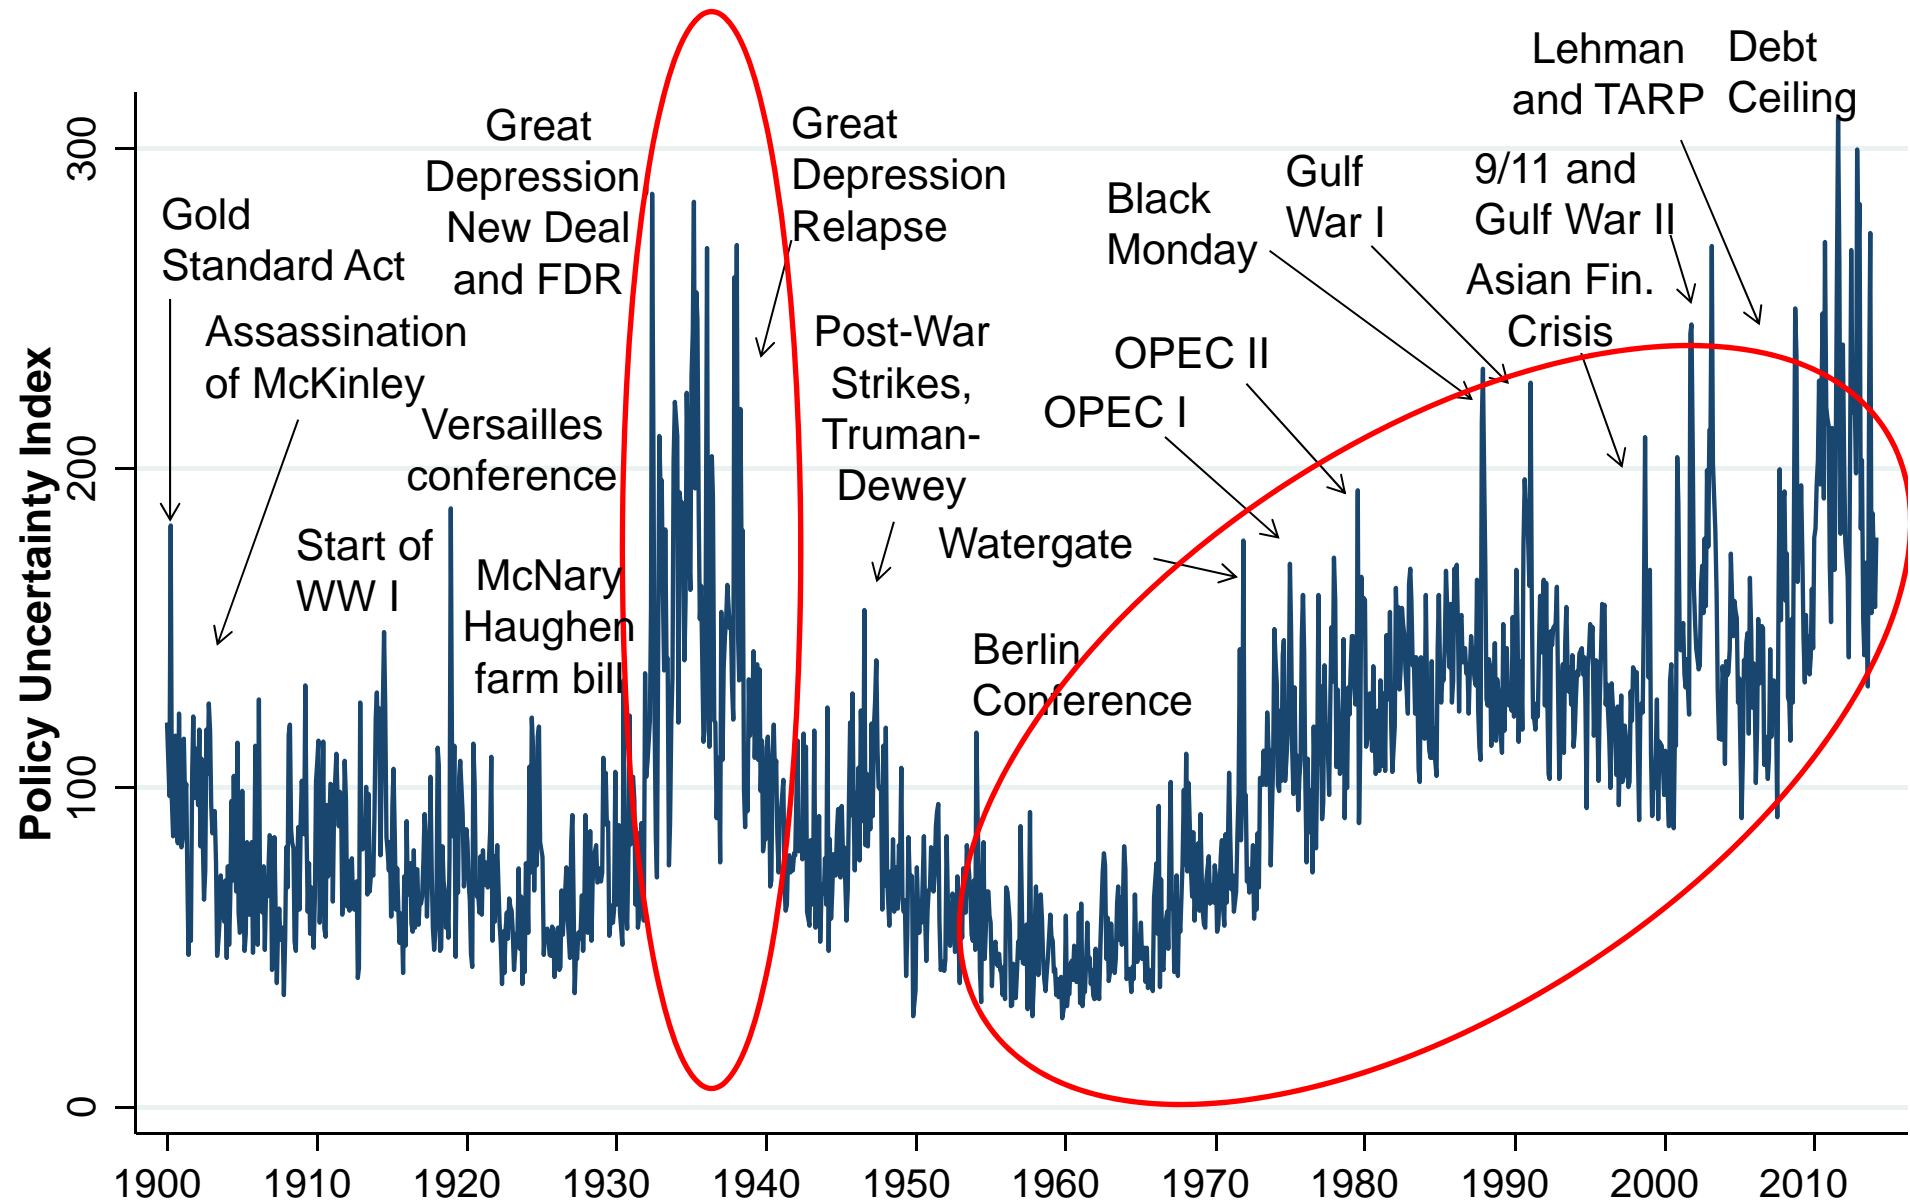 Lehman
and TARP
Debt
Ceiling
Great
Depression
New Deal
and FDR
Great
Depression
Relapse
Gold
Standard Act
Assassination
of McKinley
Versailles
conference
Start of
WW I
McNary
Haughen
farm bill
Post-War
Strikes,
Truman-
Dewey
Black
Monday
Gulf
War I
9/11 and
Gulf War II
Asian Fin.
Crisis
OPEC II
OPEC I
Watergate
Berlin
Conference
Policy Uncertainty Index
300
200
100
0
1900 1910 1920 1930 1940 1950 1960 1970 1980 1990 2000 2010